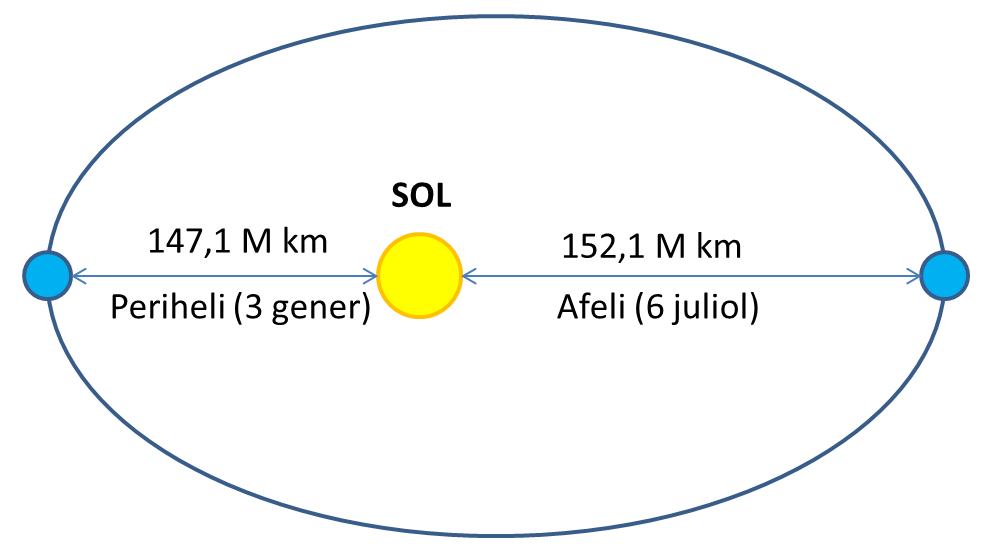 SOL
147,1 M km
152,1 M km
Periheli (3 gener)
Afeli (6 juliol)